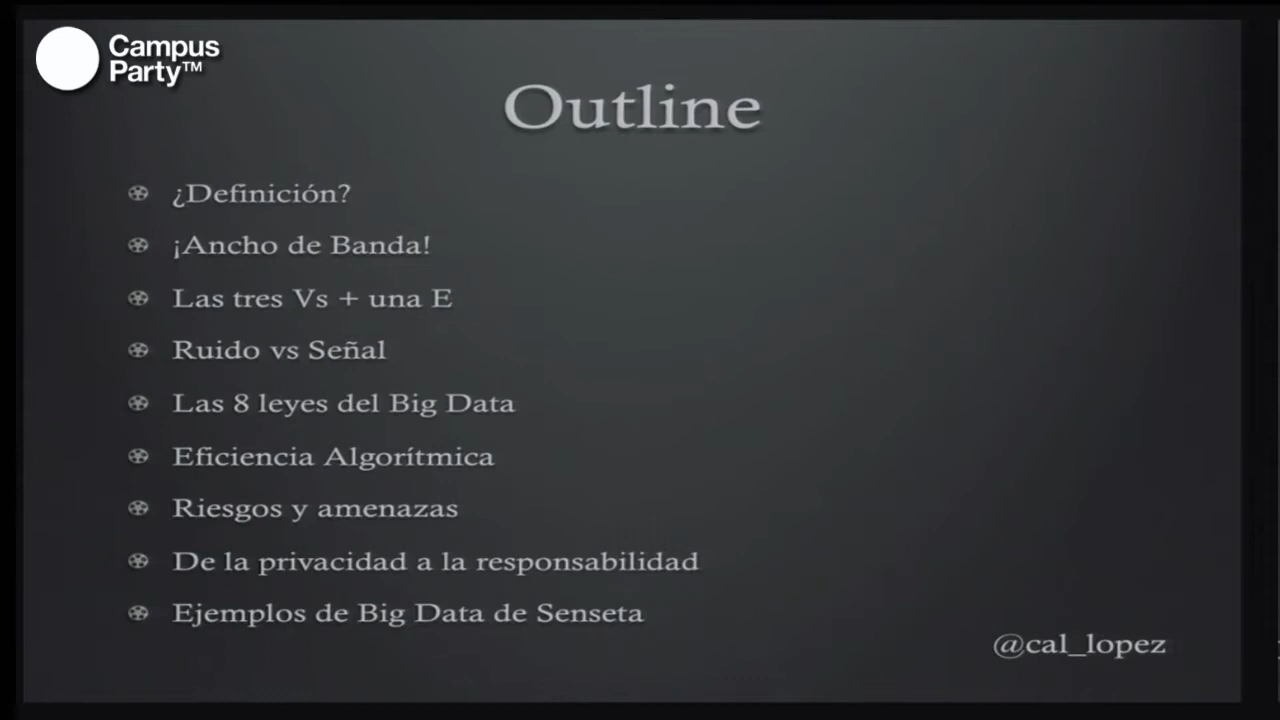 Campus
Party™
Outline
¿Definición?
¡Ancho de Banda!
Las tres Vs + una E
Ruido vs Señal
Las 8 leyes del Big Data
Eficiencia Algorítmica
Riesgos y amenazas
De la privacidad a la responsabilidad
Ejemplos de Big Data de Senseta
@cal_lopez